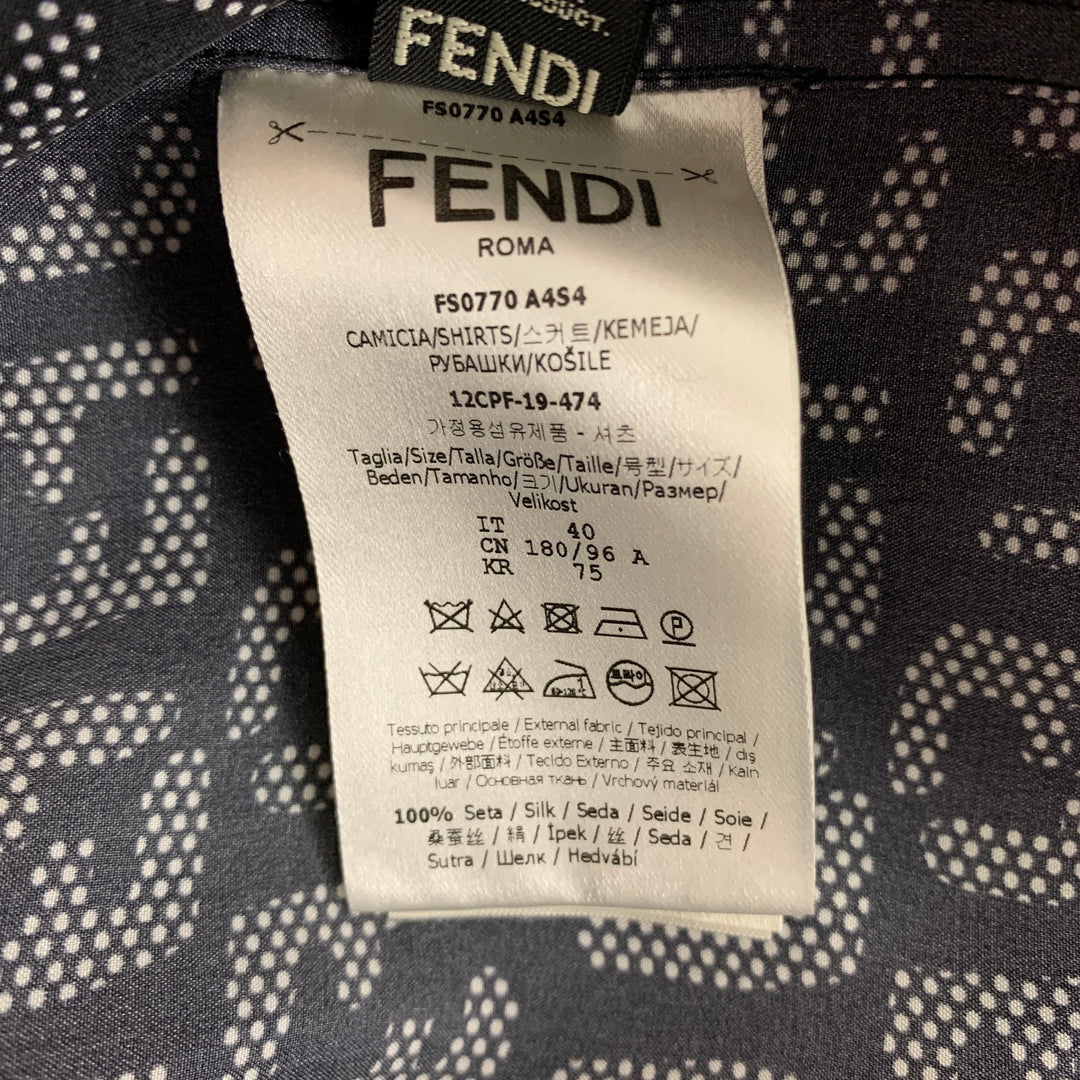 PRODUCT.
FENDI
FS0770 A4S4
FENDI
ROMA
FS0770 A4S4
CAMICIA/SHIRTS/스커트/KEMEJA/
РУБАШКИ/KOŠILE
12CPF-19-474
가정용섬유제품 - 셔츠
Taglia/Size/Talla/Größe/Taille/号型/サイズ/
Beden/Tamanho/크기/Ukuran/Размер/
Velikost
IT 40
CN 180/96 A
KR 75
P
드라이
Tessuto principale / External fabric / Tejido principal /
Hauptgewebe / Étoffe externe / 主面料 / 表生地 / dış
kumaş / 外部面料 / Tecido Externo / 주요 소재 / Kain
luar / Основная ткань / Vrchový materiál
100% Seta / Silk / Seda / Seide / Soie /
桑蚕丝 / 絹 / İpek / 丝 / Seda / 견 /
Sutra / Шелк / Hedvábí